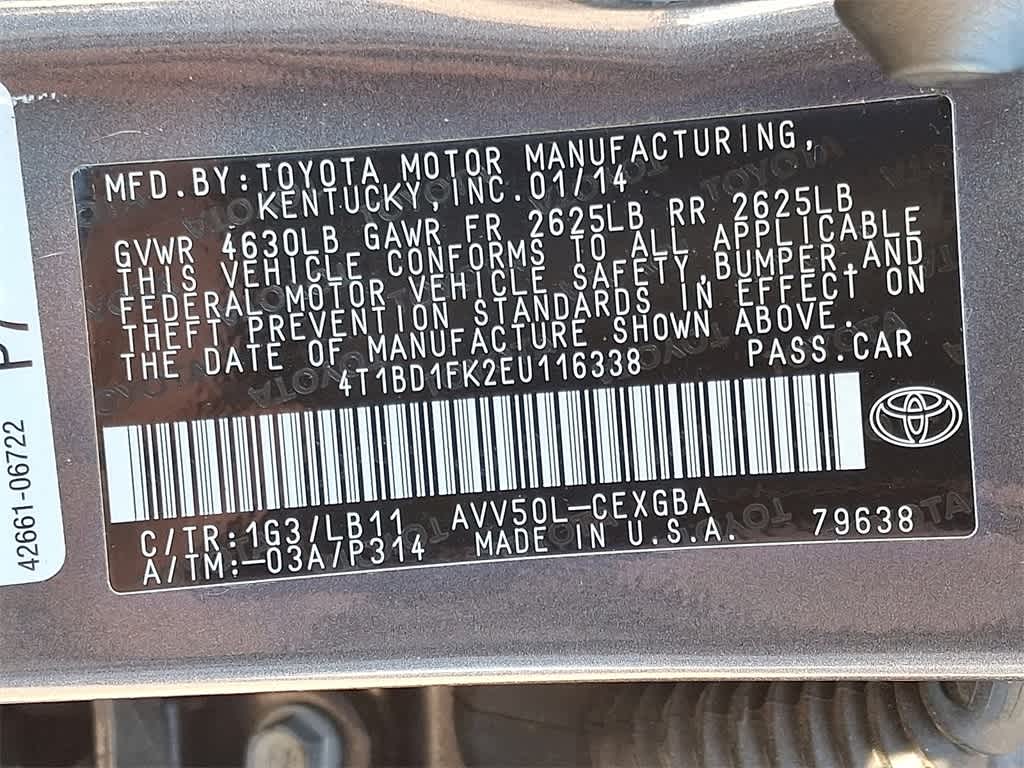 MFD.BY:TOYOTA MOTOR MANUFACTURING,
KENTUCKY,INC. 01/14
GVWR 4630LB GAWR FR 2625LB RR 2625LB
THIS VEHICLE CONFORMS TO ALL APPLICABLE
FEDERAL MOTOR VEHICLE SAFETY,BUMPER,AND
THEFT PREVENTION STANDARDS IN EFFECT ON
THE DATE OF MANUFACTURE SHOWN ABOVE.
4T1BD1FK2EU116338 PASS.CAR
C/TR:1G3/LB11 AVV50L-CEXGBA
A/TM:-03A/P314 MADE IN U.S.A. 79638
42661-06722